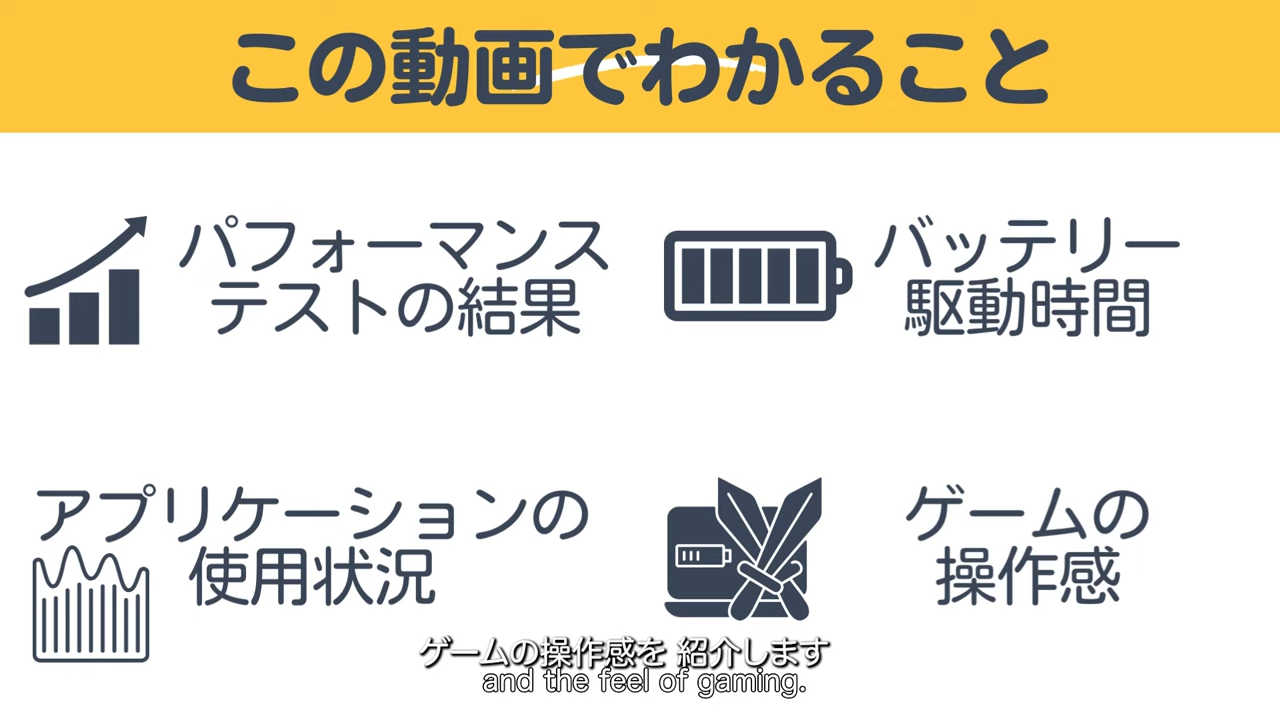 この動画でわかること
パフォーマンス
テストの結果
バッテリー
駆動時間
アプリケーションの
使用状況
ゲームの
操作感
ゲームの操作感を 紹介します
and the feel of gaming.